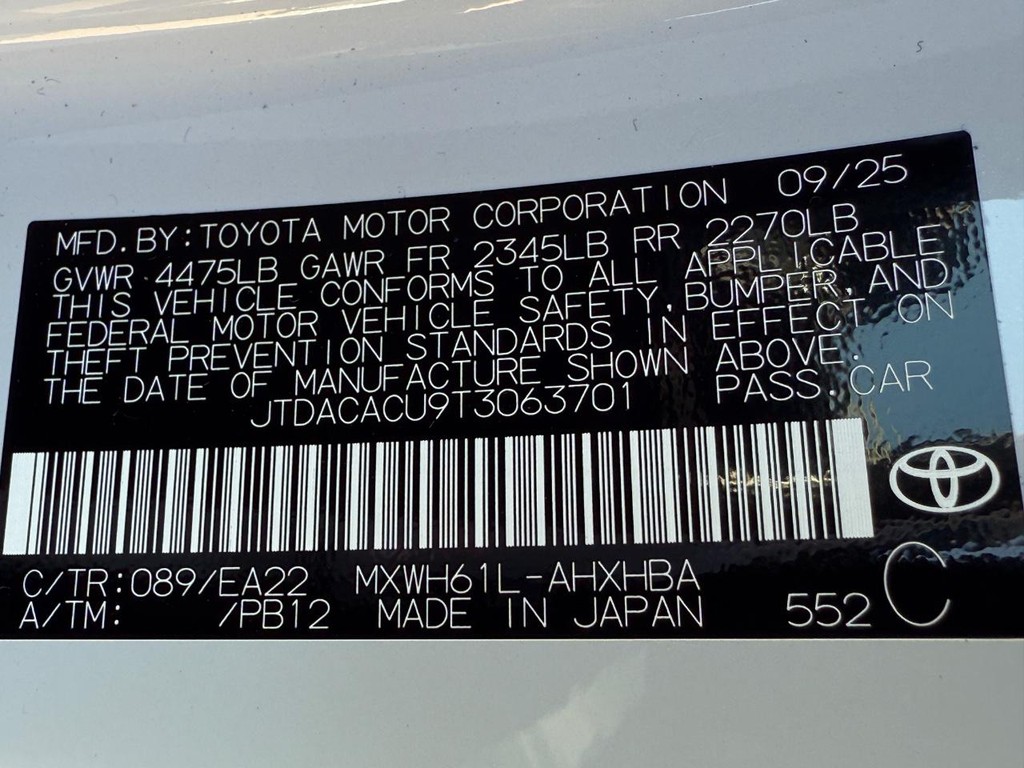 MFD.BY:TOYOTA MOTOR CORPORATION 09/25
GVWR 4475LB GAWR FR 2345LB RR 2270LB
THIS VEHICLE CONFORMS TO ALL APPLICABLE
FEDERAL MOTOR VEHICLE SAFETY,BUMPER,AND
THEFT PREVENTION STANDARDS IN EFFECT ON
THE DATE OF MANUFACTURE SHOWN ABOVE.
JTDACACU9T3063701 PASS.CAR
C/TR:089/EA22 MXWH61L-AHXHBA
A/TM: /PB12 MADE IN JAPAN 552 C